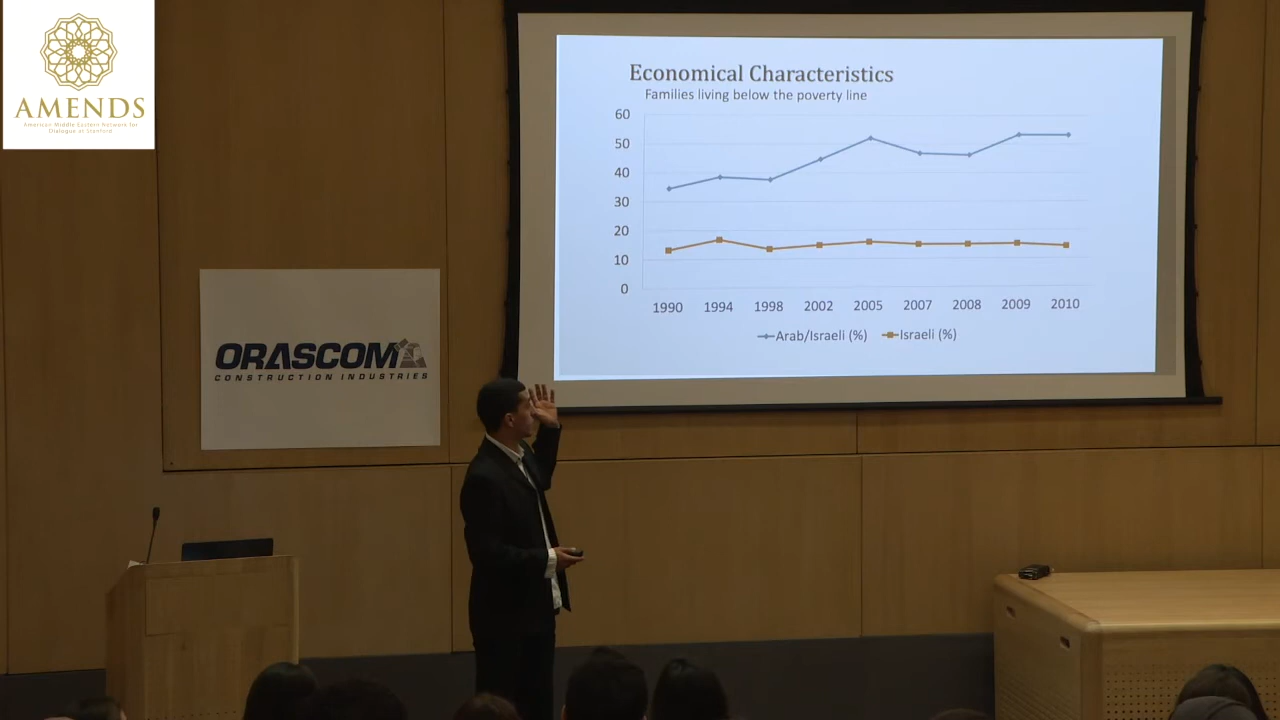 AMENDS
American Middle Eastern Network for
Dialogue at Stanford
ORASCOM
CONSTRUCTION INDUSTRIES
Economical Characteristics
Families living below the poverty line
60
50
40
30
20
10
0
1990 1994 1998 2002 2005 2007 2008 2009 2010
Arab/Israeli (%) Israeli (%)